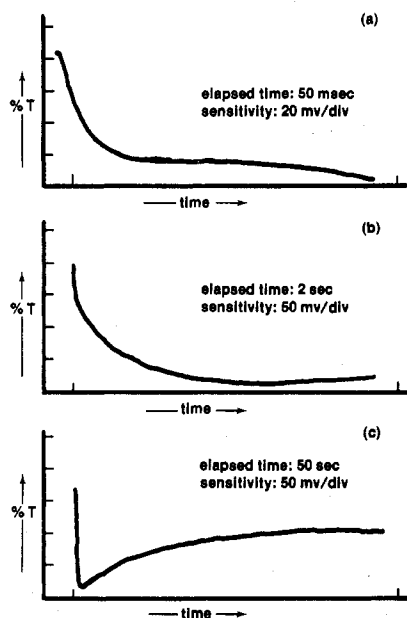 (a)
elapsed time: 50 msec
sensitivity: 20 mv/div
% T
time
(b)
elapsed time: 2 sec
sensitivity: 50 mv/div
% T
time
(c)
elapsed time: 50 sec
sensitivity: 50 mv/div
% T
time